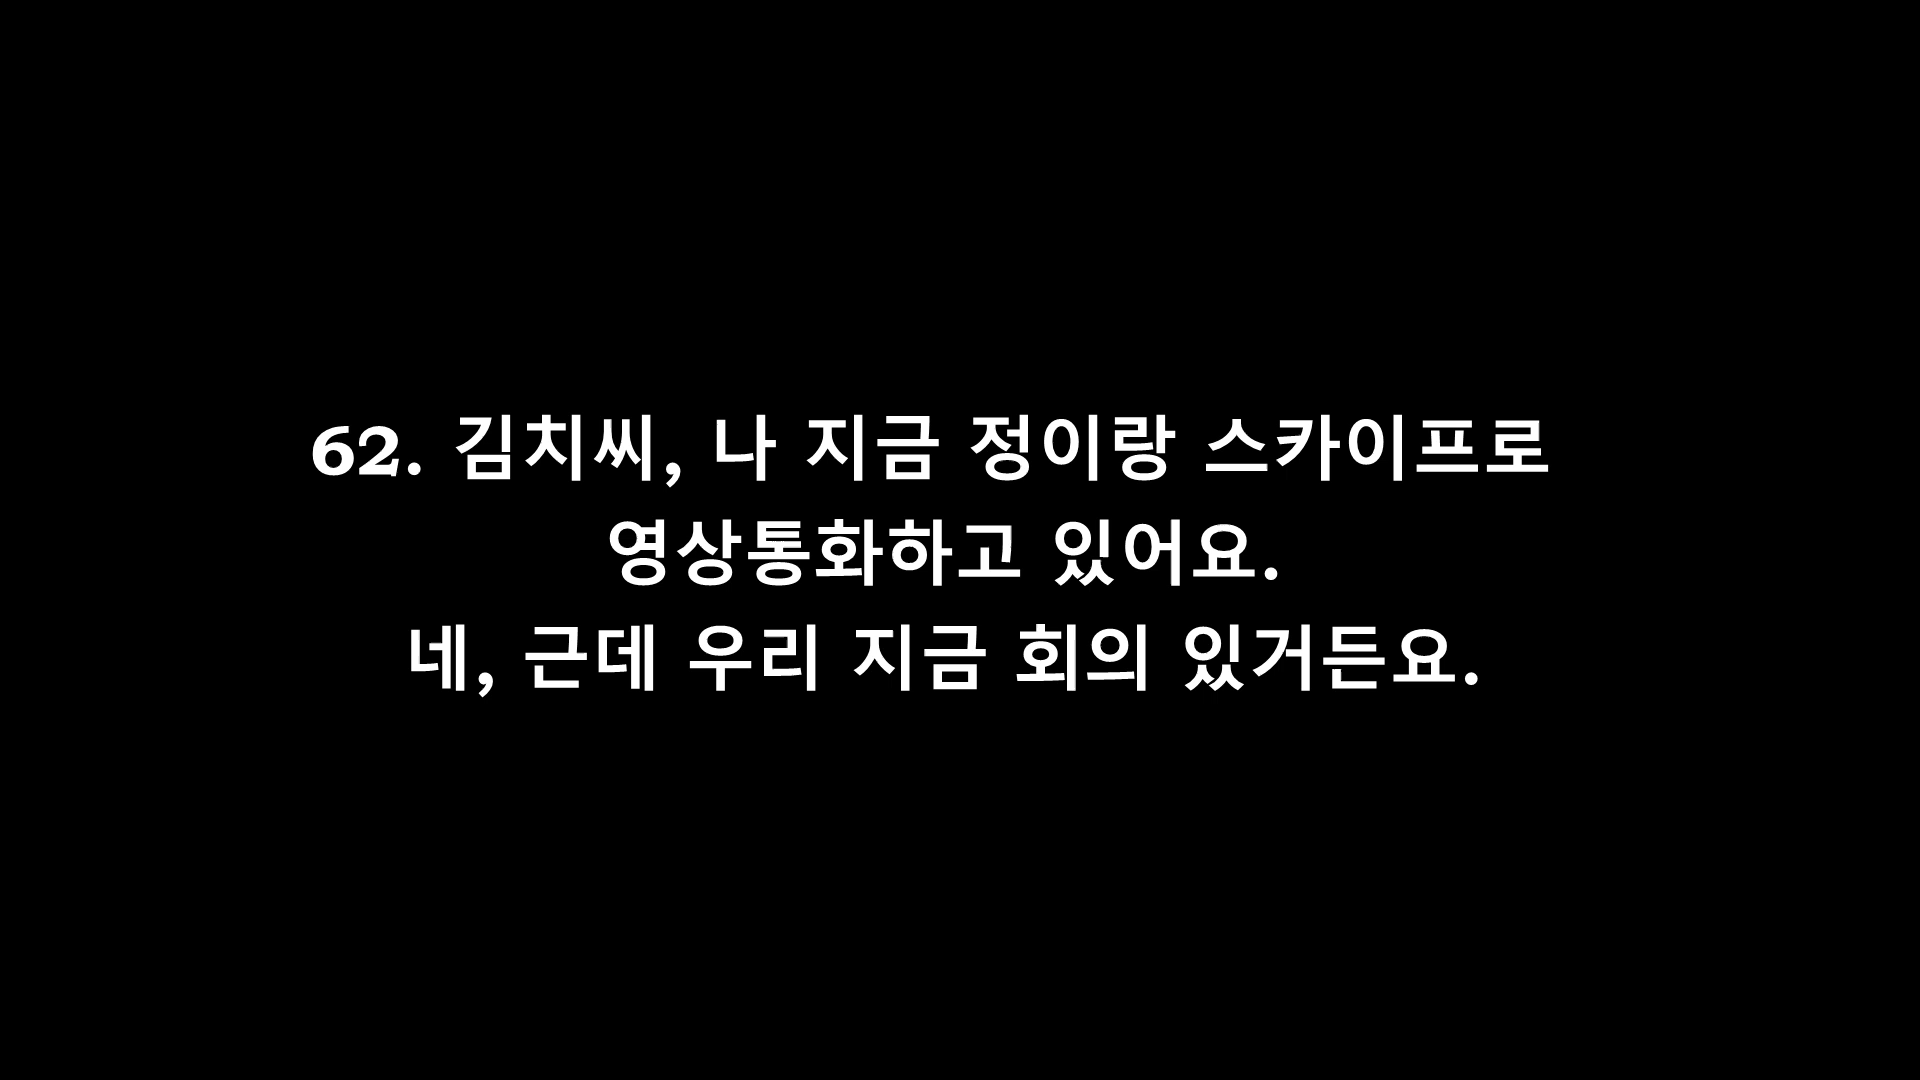 62. 김치씨, 나 지금 정이랑 스카이프로
영상통화하고 있어요.
네, 근데 우리 지금 회의 있거든요.